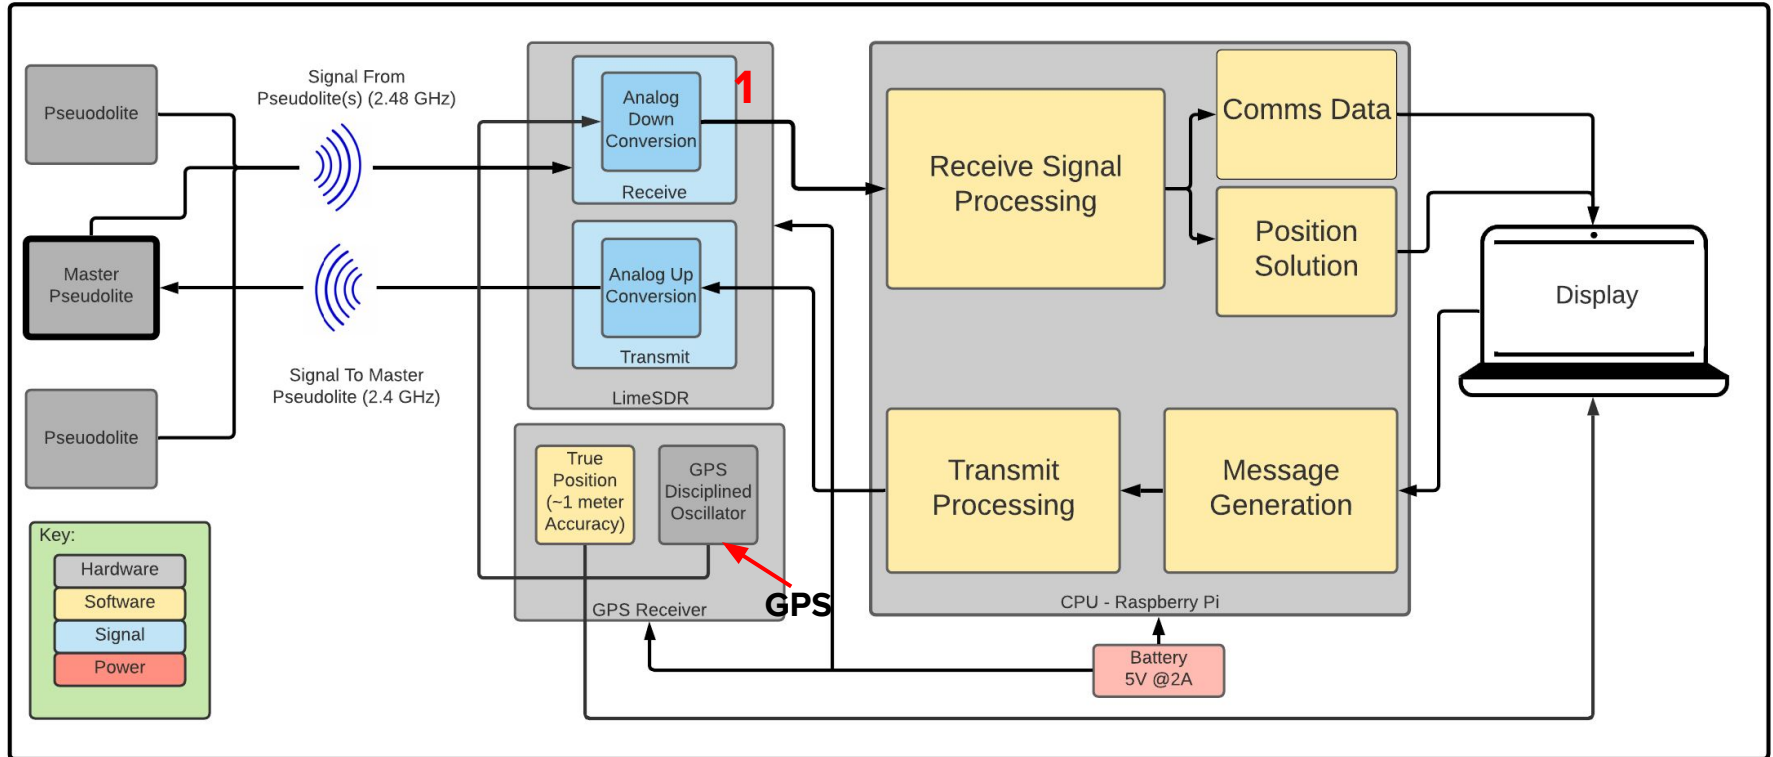 Pseuodolite
Signal From
Pseudolite(s) (2.48 GHz)
Master
Pseudolite
Signal To Master
Pseudolite (2.4 GHz)
Pseuodolite
Key:
Hardware
Software
Signal
Power
1
Analog
Down
Conversion
Receive
Analog Up
Conversion
Transmit
LimeSDR
True
Position
(~1 meter
Accuracy)
GPS
Disciplined
Oscillator
GPS
GPS Receiver
Receive Signal
Processing
Comms Data
Position
Solution
Transmit
Processing
Message
Generation
CPU - Raspberry Pi
Battery
5V @2A
Display